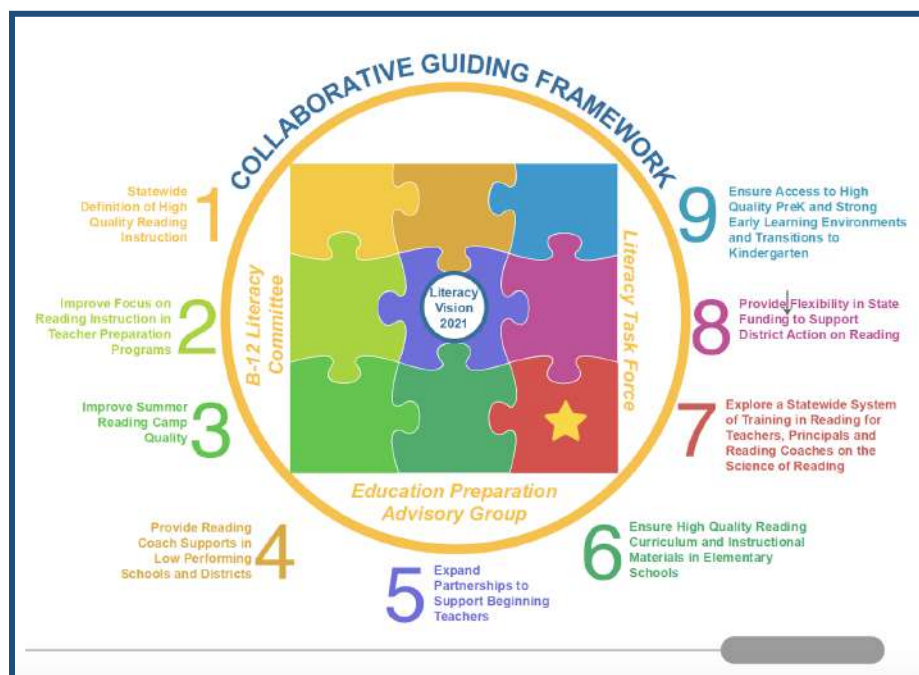 COLLABORATIVE GUIDING FRAMEWORK
1
Statewide
Definition of High
Quality Reading
Instruction
2
Improve Focus on
Reading Instruction in
Teacher Preparation
Programs
3
Improve Summer
Reading Camp
Quality
4
Provide Reading
Coach Supports in
Low Performing
Schools and Districts
5
Expand
Partnerships to
Support Beginning
Teachers
6
Ensure High Quality Reading
Curriculum and Instructional
Materials in Elementary
Schools
7
Explore a Statewide System
of Training in Reading for
Teachers, Principals and
Reading Coaches on the
Science of Reading
8
Provide Flexibility in State
Funding to Support
District Action on Reading
9
Ensure Access to High
Quality PreK and Strong
Early Learning Environments
and Transitions to
Kindergarten
B-12 Literacy
Committee
Literacy
Vision
2021
Literacy Task Force
Education Preparation
Advisory Group